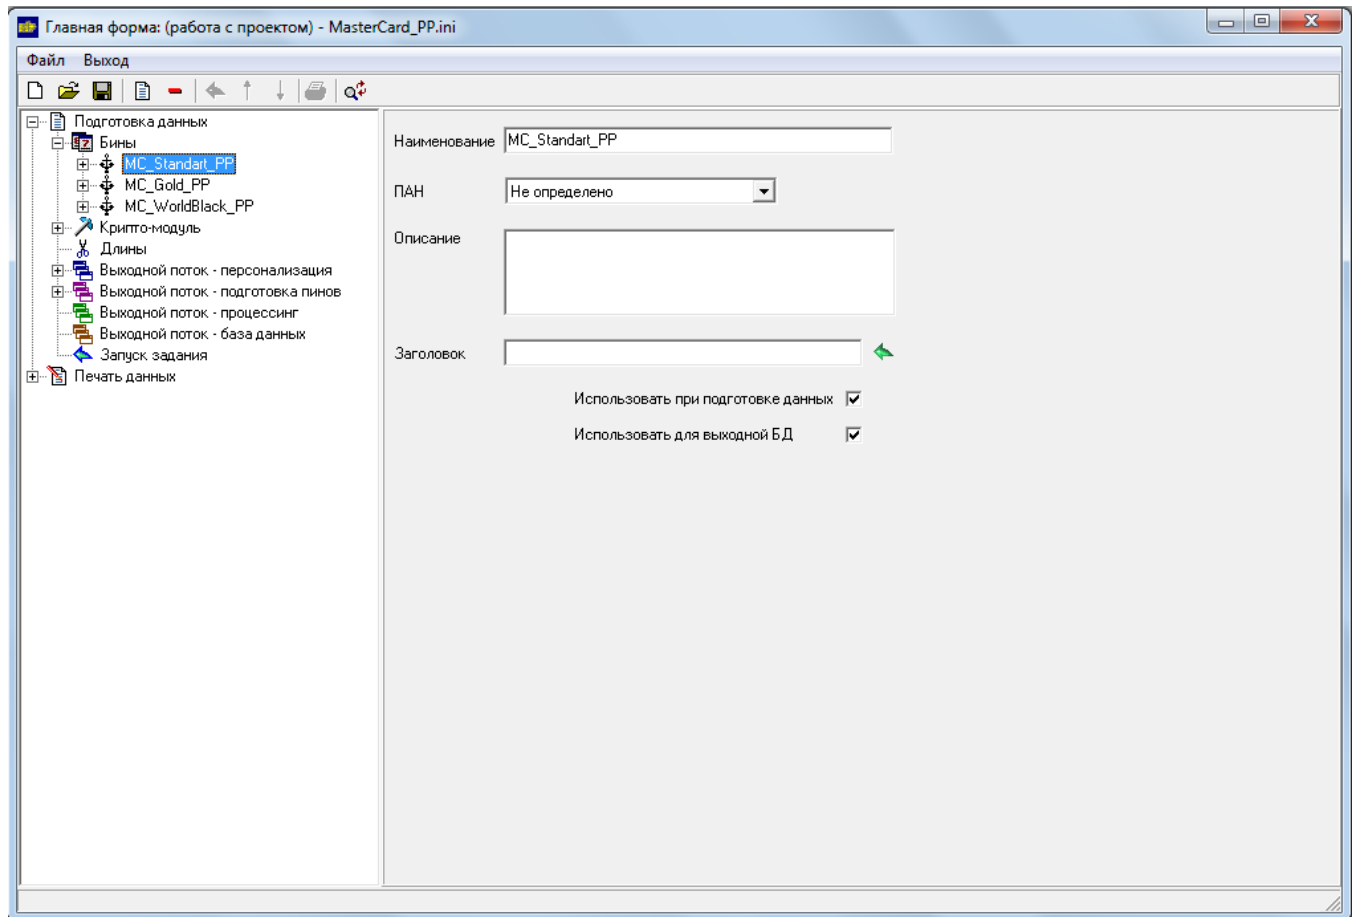 Главная форма: (работа с проектом) - MasterCard_PP.ini
Файл Выход
Подготовка данных
Бины
MC_Standart_PP
MC_Gold_PP
MC_WorldBlack_PP
Крипто-модуль
Длины
Выходной поток - персонализация
Выходной поток - подготовка пинов
Выходной поток - процессинг
Выходной поток - база данных
Запуск задания
Печать данных
Наименование MC_Standart_PP
ПАН Не определено
Описание
Заголовок
Использовать при подготовке данных
Использовать для выходной БД